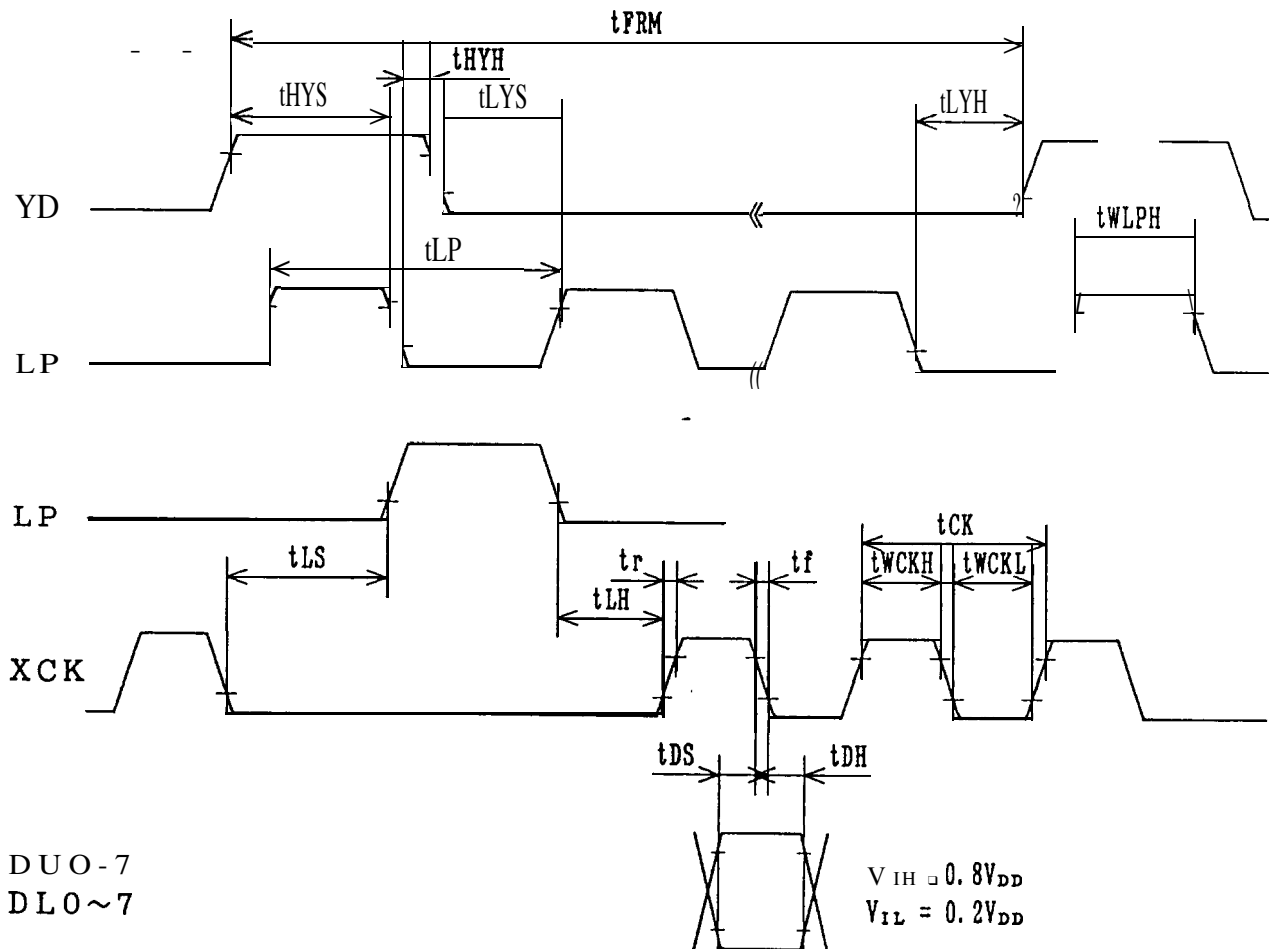 tFRM
tHYH
tHYS
tLYS
tLYH
YD
tWLPH
tLP
LP
LP
tCK
tLS
tr
tf
tWCKH
tWCKL
tLH
XCK
tDS
tDH
DUO-7
DL0~7
VIH □ 0.8VDD
VIL = 0.2VDD